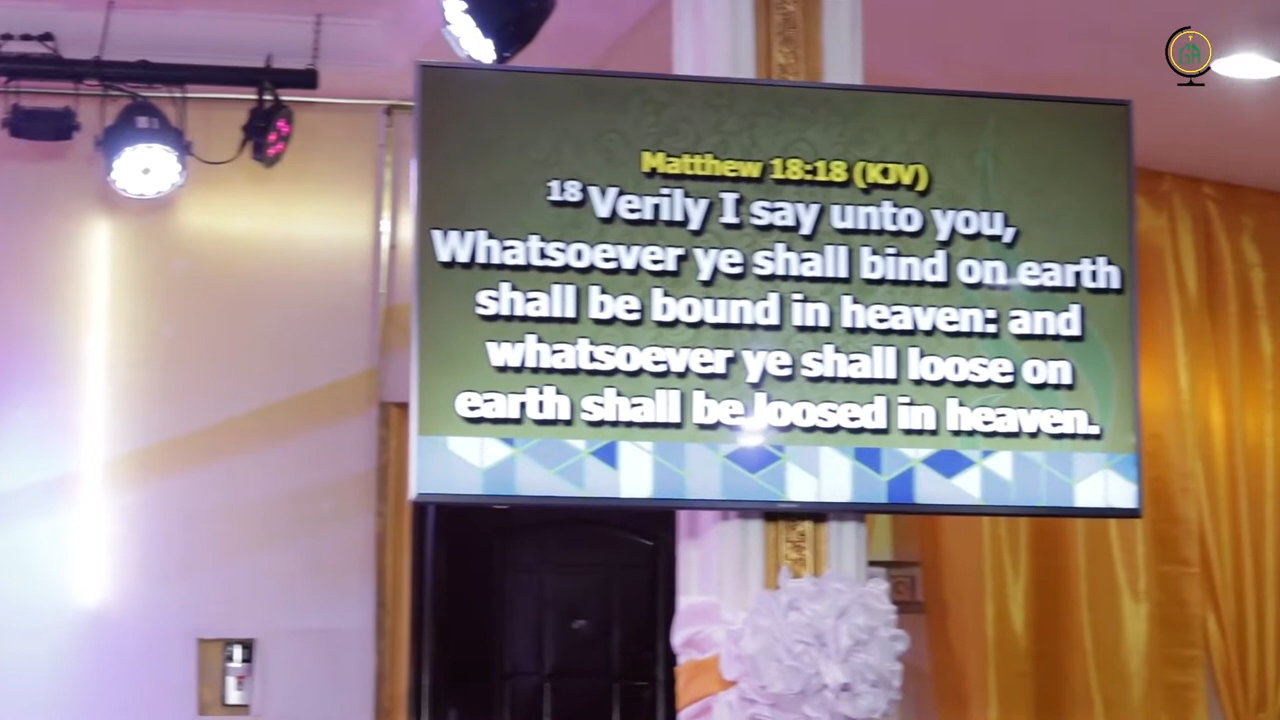 GR
Matthew 18:18 (KJV)
18 Verily I say unto you,
Whatsoever ye shall bind on earth
shall be bound in heaven: and
whatsoever ye shall loose on
earth shall be loosed in heaven.